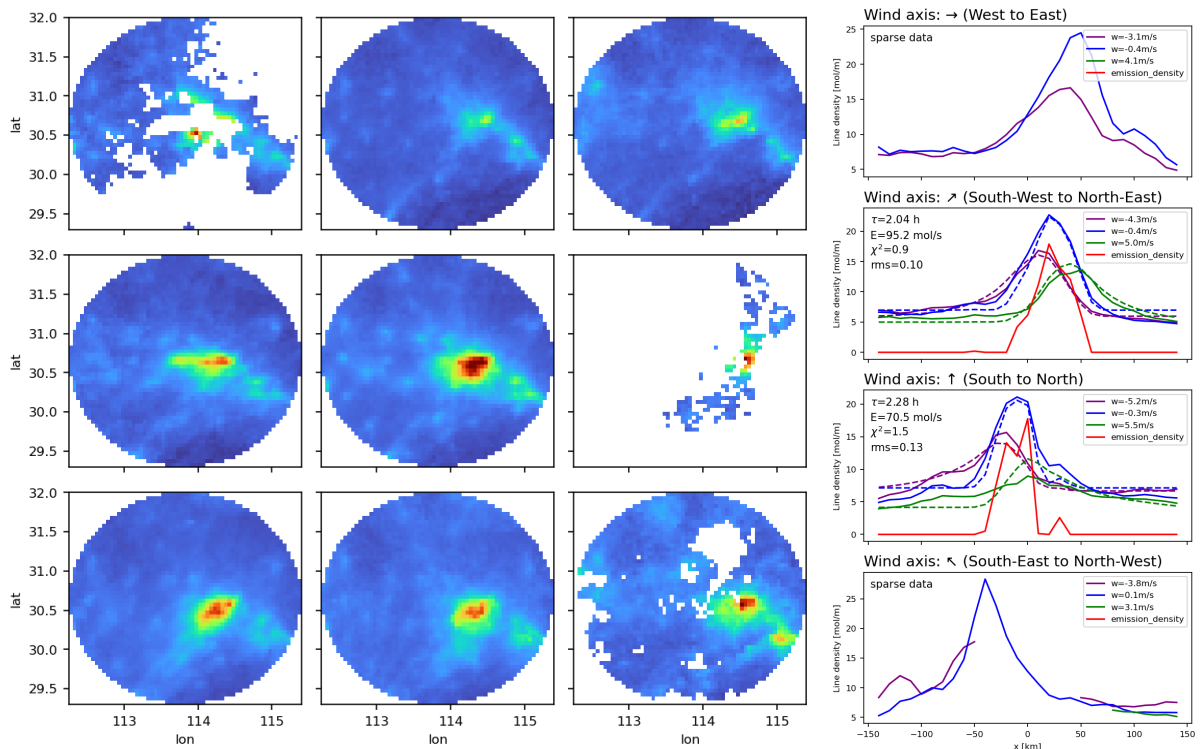 32.0
31.5
31.0
30.5
30.0
29.5
lat
32.0
31.5
31.0
30.5
30.0
29.5
lat
32.0
31.5
31.0
30.5
30.0
29.5
lat
113 114 115
lon
113 114 115
lon
113 114 115
lon
Wind axis: → (West to East)
sparse data
w=-3.1m/s
w=-0.4m/s
w=4.1m/s
emission_density
Line density [mol/m]
25
20
15
10
5
Wind axis: ↗ (South-West to North-East)
τ=2.04 h
E=95.2 mol/s
χ²=0.9
rms=0.10
w=-4.3m/s
w=-0.4m/s
w=5.0m/s
emission_density
Line density [mol/m]
20
15
10
5
0
Wind axis: ↑ (South to North)
τ=2.28 h
E=70.5 mol/s
χ²=1.5
rms=0.13
w=-5.2m/s
w=-0.3m/s
w=5.5m/s
emission_density
Line density [mol/m]
20
15
10
5
0
Wind axis: ↖ (South-East to North-West)
sparse data
w=-3.8m/s
w=0.1m/s
w=3.1m/s
emission_density
Line density [mol/m]
25
20
15
10
5
−150 −100 −50 0 50 100 150
x [km]